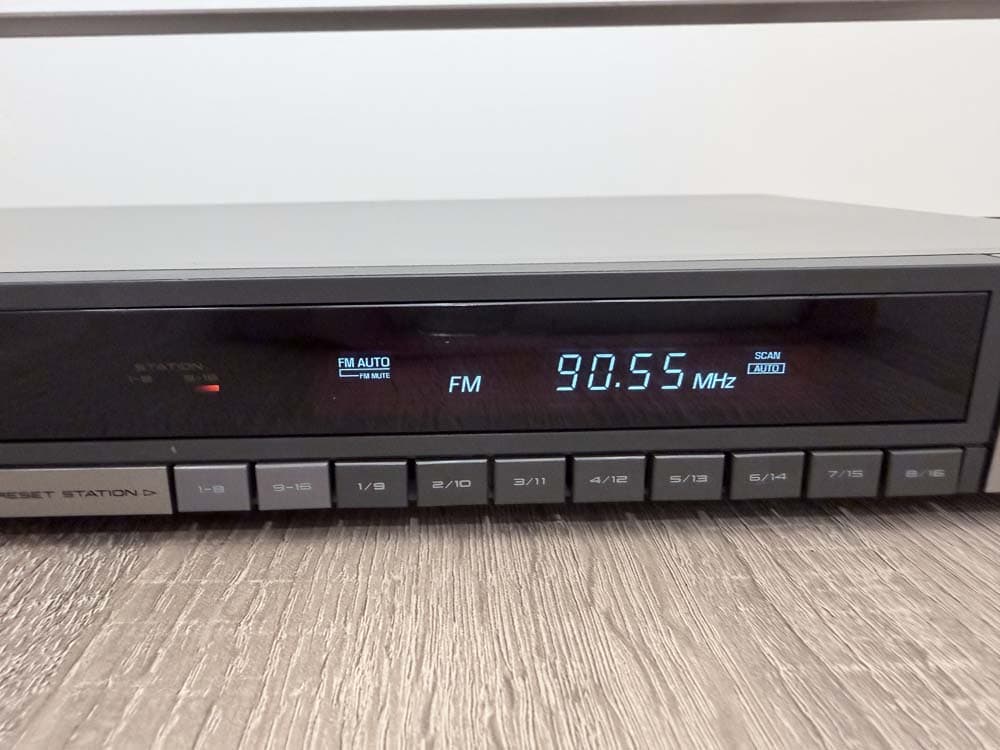 STATION
1-8 9-16
FM AUTO
FM MUTE
FM
90.55 MHz
SCAN
AUTO
RESET STATION
1-8
9-16
1/9
2/10
3/11
4/12
5/13
6/14
7/15
8/16